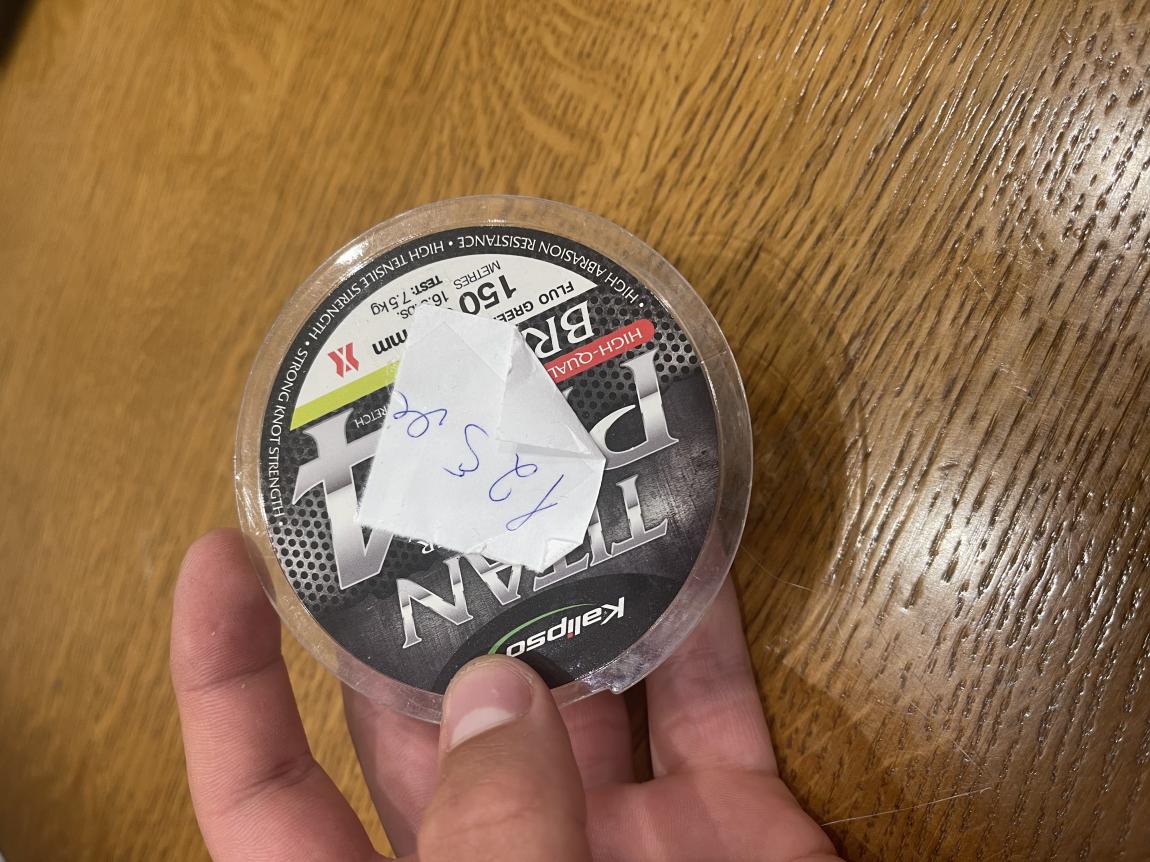 Kalipso
TITAN
125
HIGH-QUAL
BR
FLUO GREE
150
METRES
mm
TEST: 7.5 kg
• HIGH ABRASION RESISTANCE • HIGH TENSILE STRENGTH • STRONG KNOT STRENGTH •